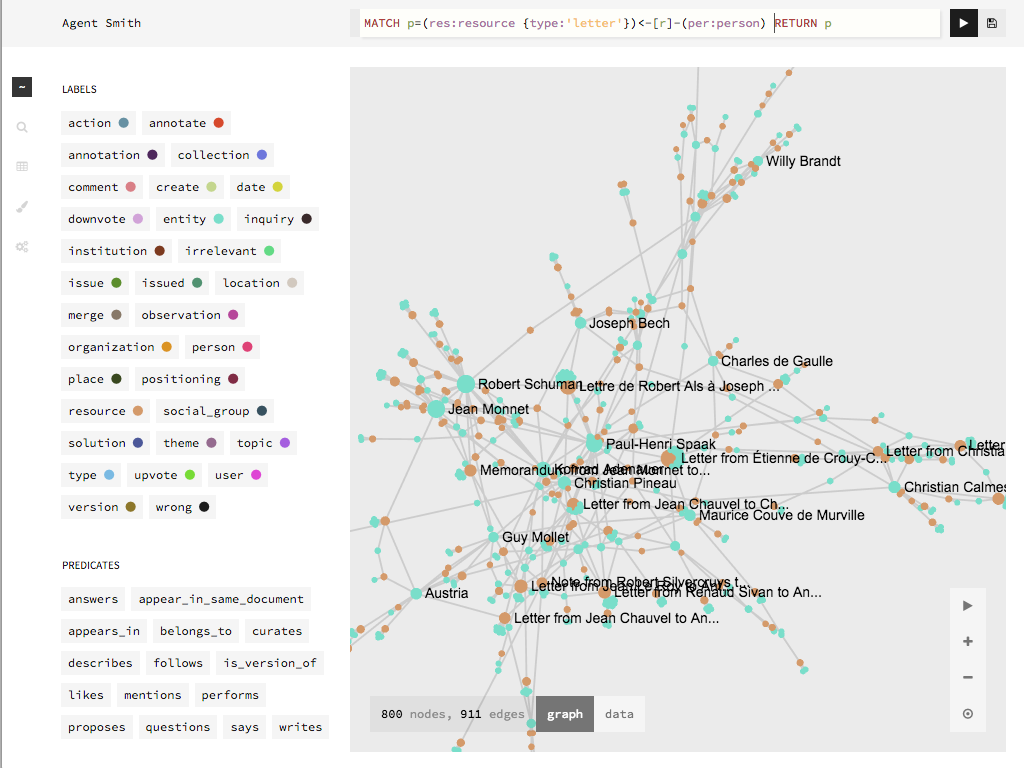 Agent Smith
MATCH p=(res:resource {type:'letter'})<-[r]-(per:person) RETURN p
~
LABELS
action annotate
annotation collection
comment create date
downvote entity inquiry
institution irrelevant
issue issued location
merge observation
organization person
place positioning
resource social_group
solution theme topic
type upvote user
version wrong
PREDICATES
answers appear_in_same_document
appears_in belongs_to curates
describes follows is_version_of
likes mentions performs
proposes questions says writes
Willy Brandt
Joseph Bech
Charles de Gaulle
Robert Schuman
Lettre de Robert Als à Joseph ...
Jean Monnet
Paul-Henri Spaak
Letter
Letter from Christia
Letter from Étienne de Crouy-C...
Konrad Adenauer
Memorandum from Jean Monnet to...
Christian Pineau
Christian Calmes
Letter from Jean Chauvel to Ch...
Maurice Couve de Murville
Guy Mollet
Note from Robert Silvercruys t...
Letter from
Letter from Renaud Sivan to An...
Austria
Letter from Jean Chauvel to An...
800 nodes, 911 edges graph data